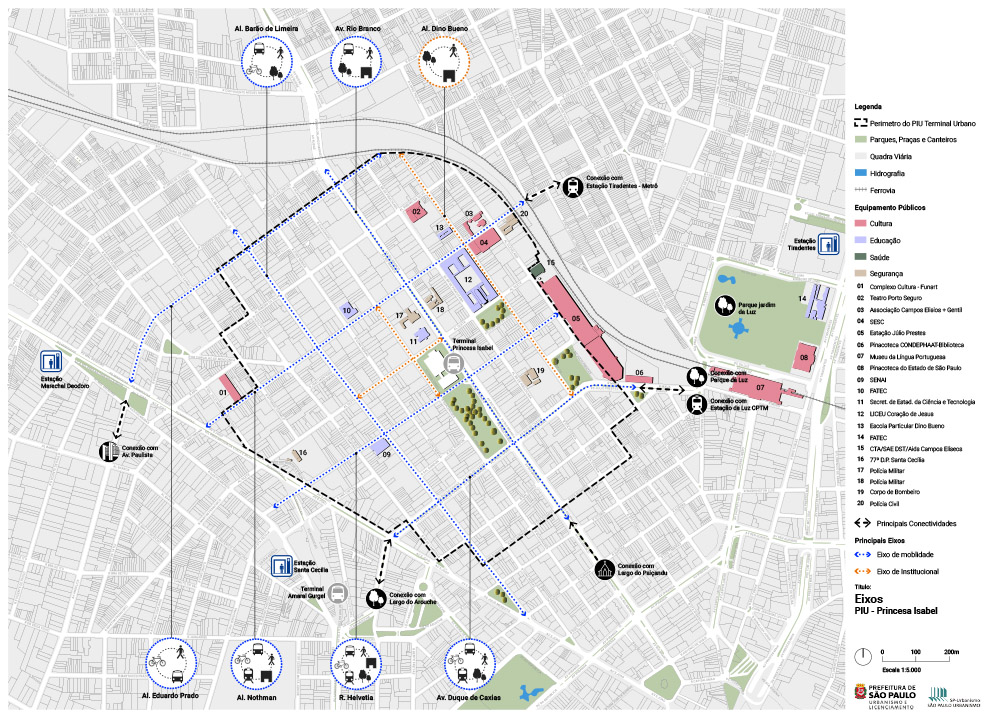 Al. Barão de Limeira
Av. Rio Branco
Al. Dino Bueno
Conexão com
Estação Tiradentes - Metrô
Estação
Tiradentes
Parque jardim
de Luz
Terminal
Princesa Isabel
Conexão com
Parque da Luz
Conexão com
Estação da Luz CPTM
Estação
Marechal Deodoro
Conexão com
Av. Paulista
Estação
Santa Cecília
Terminal
Amaral Gurgel
Conexão com
Largo do Arouche
Conexão com
Largo do Paiçandu
01
02
03
04
05
06
07
08
09
10
11
12
13
14
15
16
17
18
19
20
Al. Eduardo Prado
Al. Nothman
R. Helvetia
Av. Duque de Caxias
Legenda
Perímetro do PIU Terminal Urbano
Parques, Praças e Canteiros
Quadra Viária
Hidrografia
Ferrovia
Equipamento Públicos
Cultura
Educação
Saúde
Segurança
01 Complexo Cultura - Funart
02 Teatro Porto Seguro
03 Associação Campos Elísios + Gentil
04 SESC
05 Estação Júlio Prestes
06 Pinacoteca CONDEPHAAT-Biblioteca
07 Museu da Língua Portuguesa
08 Pinacoteca do Estado de São Paulo
09 SENAI
10 FATEC
11 Secret. de Estad. da Ciência e Tecnologia
12 LICEU Coração de Jesus
13 Escola Particular Dino Bueno
14 FATEC
15 CTA/SAE DST/Aids Campos Elíseos
16 77º D.P. Santa Cecília
17 Polícia Militar
18 Polícia Militar
19 Corpo de Bombeiro
20 Polícia Civil
Principais Conectividades
Principais Eixos
Eixo de moblidade
Eixo de Institucional
Título:
Eixos
PIU - Princesa Isabel
0 100 200m
Escala 1:5.000
PREFEITURA DE
SÃO PAULO
URBANISMO E
LICENCIAMENTO
SP-Urbanismo
SÃO PAULO URBANISMO